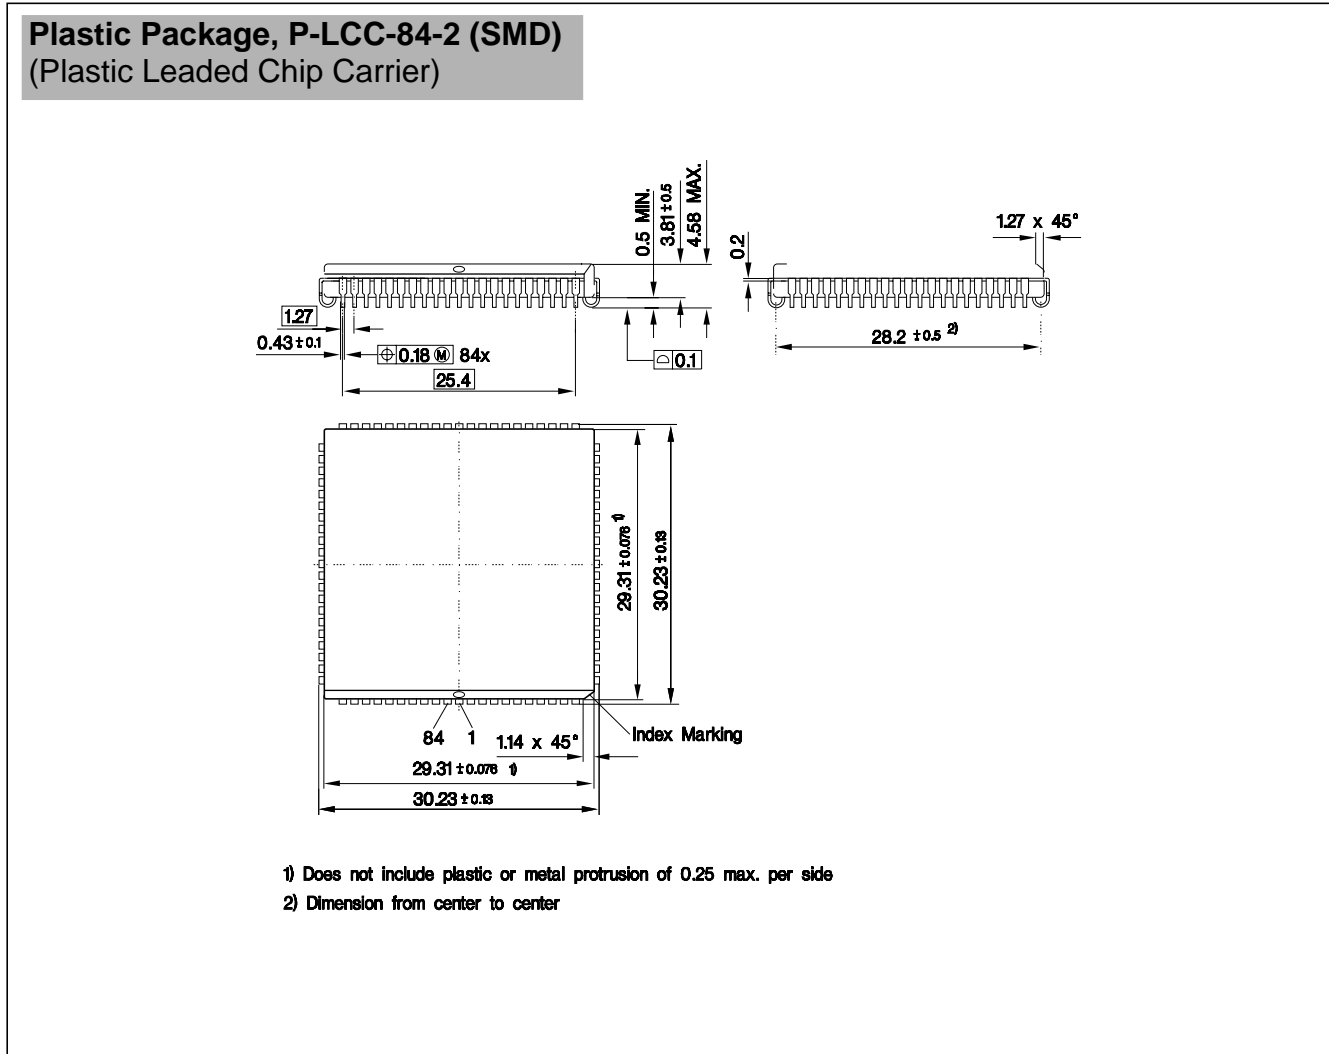 Plastic Package, P-LCC-84-2 (SMD)
(Plastic Leaded Chip Carrier)
0.5 MIN.
3.81 ± 0.5
4.58 MAX.
0.2
1.27 x 45°
1.27
0.43 ± 0.1
0.18 Ⓜ 84x
25.4
0.1
28.2 ± 0.5 2)
29.31 ± 0.076 1)
30.23 ± 0.13
84 1
1.14 x 45°
Index Marking
29.31 ± 0.076 1)
30.23 ± 0.13
1) Does not include plastic or metal protrusion of 0.25 max. per side
2) Dimension from center to center